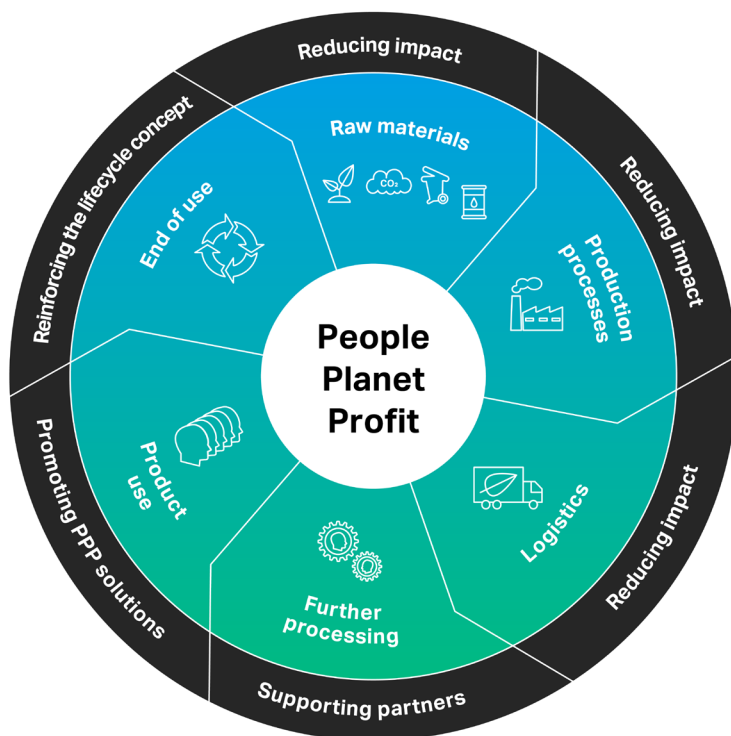 Reducing impact
Raw materials
CO₂
Reducing impact
Production
processes
Reducing impact
Logistics
Supporting partners
Further
processing
Promoting PPP solutions
Product
use
Reinforcing the lifecycle concept
End of use
People
Planet
Profit